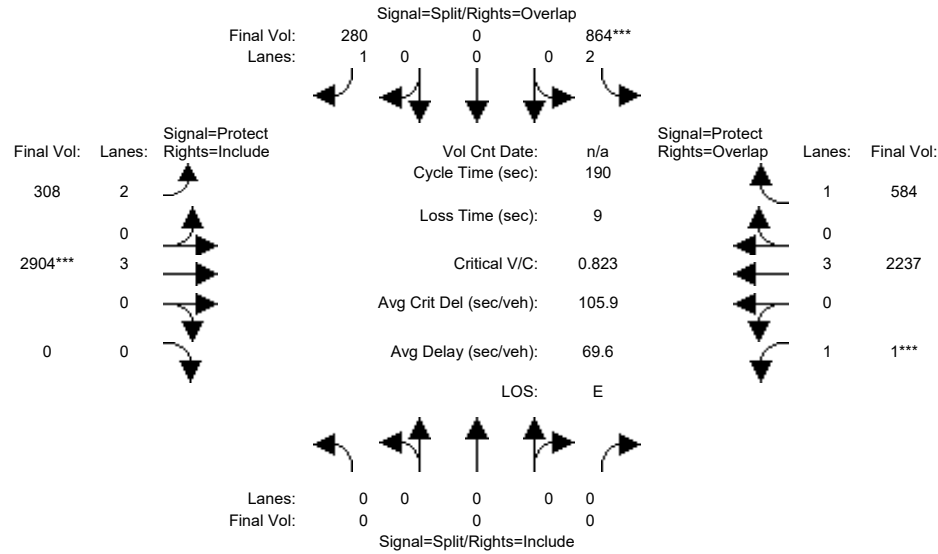 Signal=Split/Rights=Overlap
Final Vol: 280 0 864***
Lanes: 1 0 0 0 2
Signal=Protect
Final Vol: Lanes: Rights=Include
Vol Cnt Date: n/a
Signal=Protect
Rights=Overlap Lanes: Final Vol:
Cycle Time (sec): 190
308 2
1 584
Loss Time (sec): 9
0
0
2904*** 3
Critical V/C: 0.823
3 2237
0
Avg Crit Del (sec/veh): 105.9
0
0 0
Avg Delay (sec/veh): 69.6
1 1***
LOS: E
Lanes: 0 0 0 0 0
Final Vol: 0 0 0
Signal=Split/Rights=Include